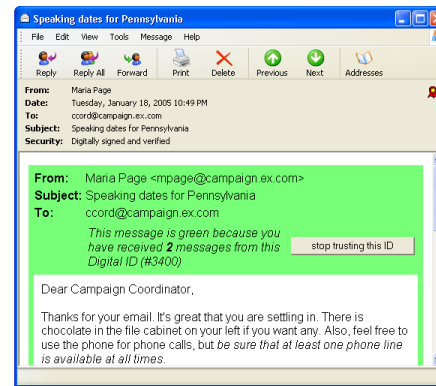 Speaking dates for Pennsylvania
File Edit View Tools Message Help
Reply Reply All Forward Print Delete Previous Next Addresses
From: Maria Page
Date: Tuesday, January 18, 2005 10:49 PM
To: ccord@campaign.ex.com
Subject: Speaking dates for Pennsylvania
Security: Digitally signed and verified
From: Maria Page <mpage@campaign.ex.com>
Subject: Speaking dates for Pennsylvania
To: ccord@campaign.ex.com
This message is green because you
have received 2 messages from this
Digital ID (#3400)
stop trusting this ID
Dear Campaign Coordinator,
Thanks for your email. It's great that you are settling in. There is
chocolate in the file cabinet on your left if you want any. Also, feel free to
use the phone for phone calls, but be sure that at least one phone line
is available at all times.